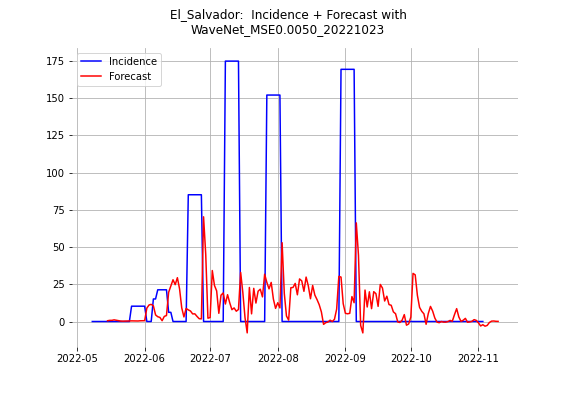 El_Salvador:  Incidence + Forecast with
WaveNet_MSE0.0050_20221023
Incidence
Forecast
175
150
125
100
75
50
25
0
2022-05 2022-06 2022-07 2022-08 2022-09 2022-10 2022-11